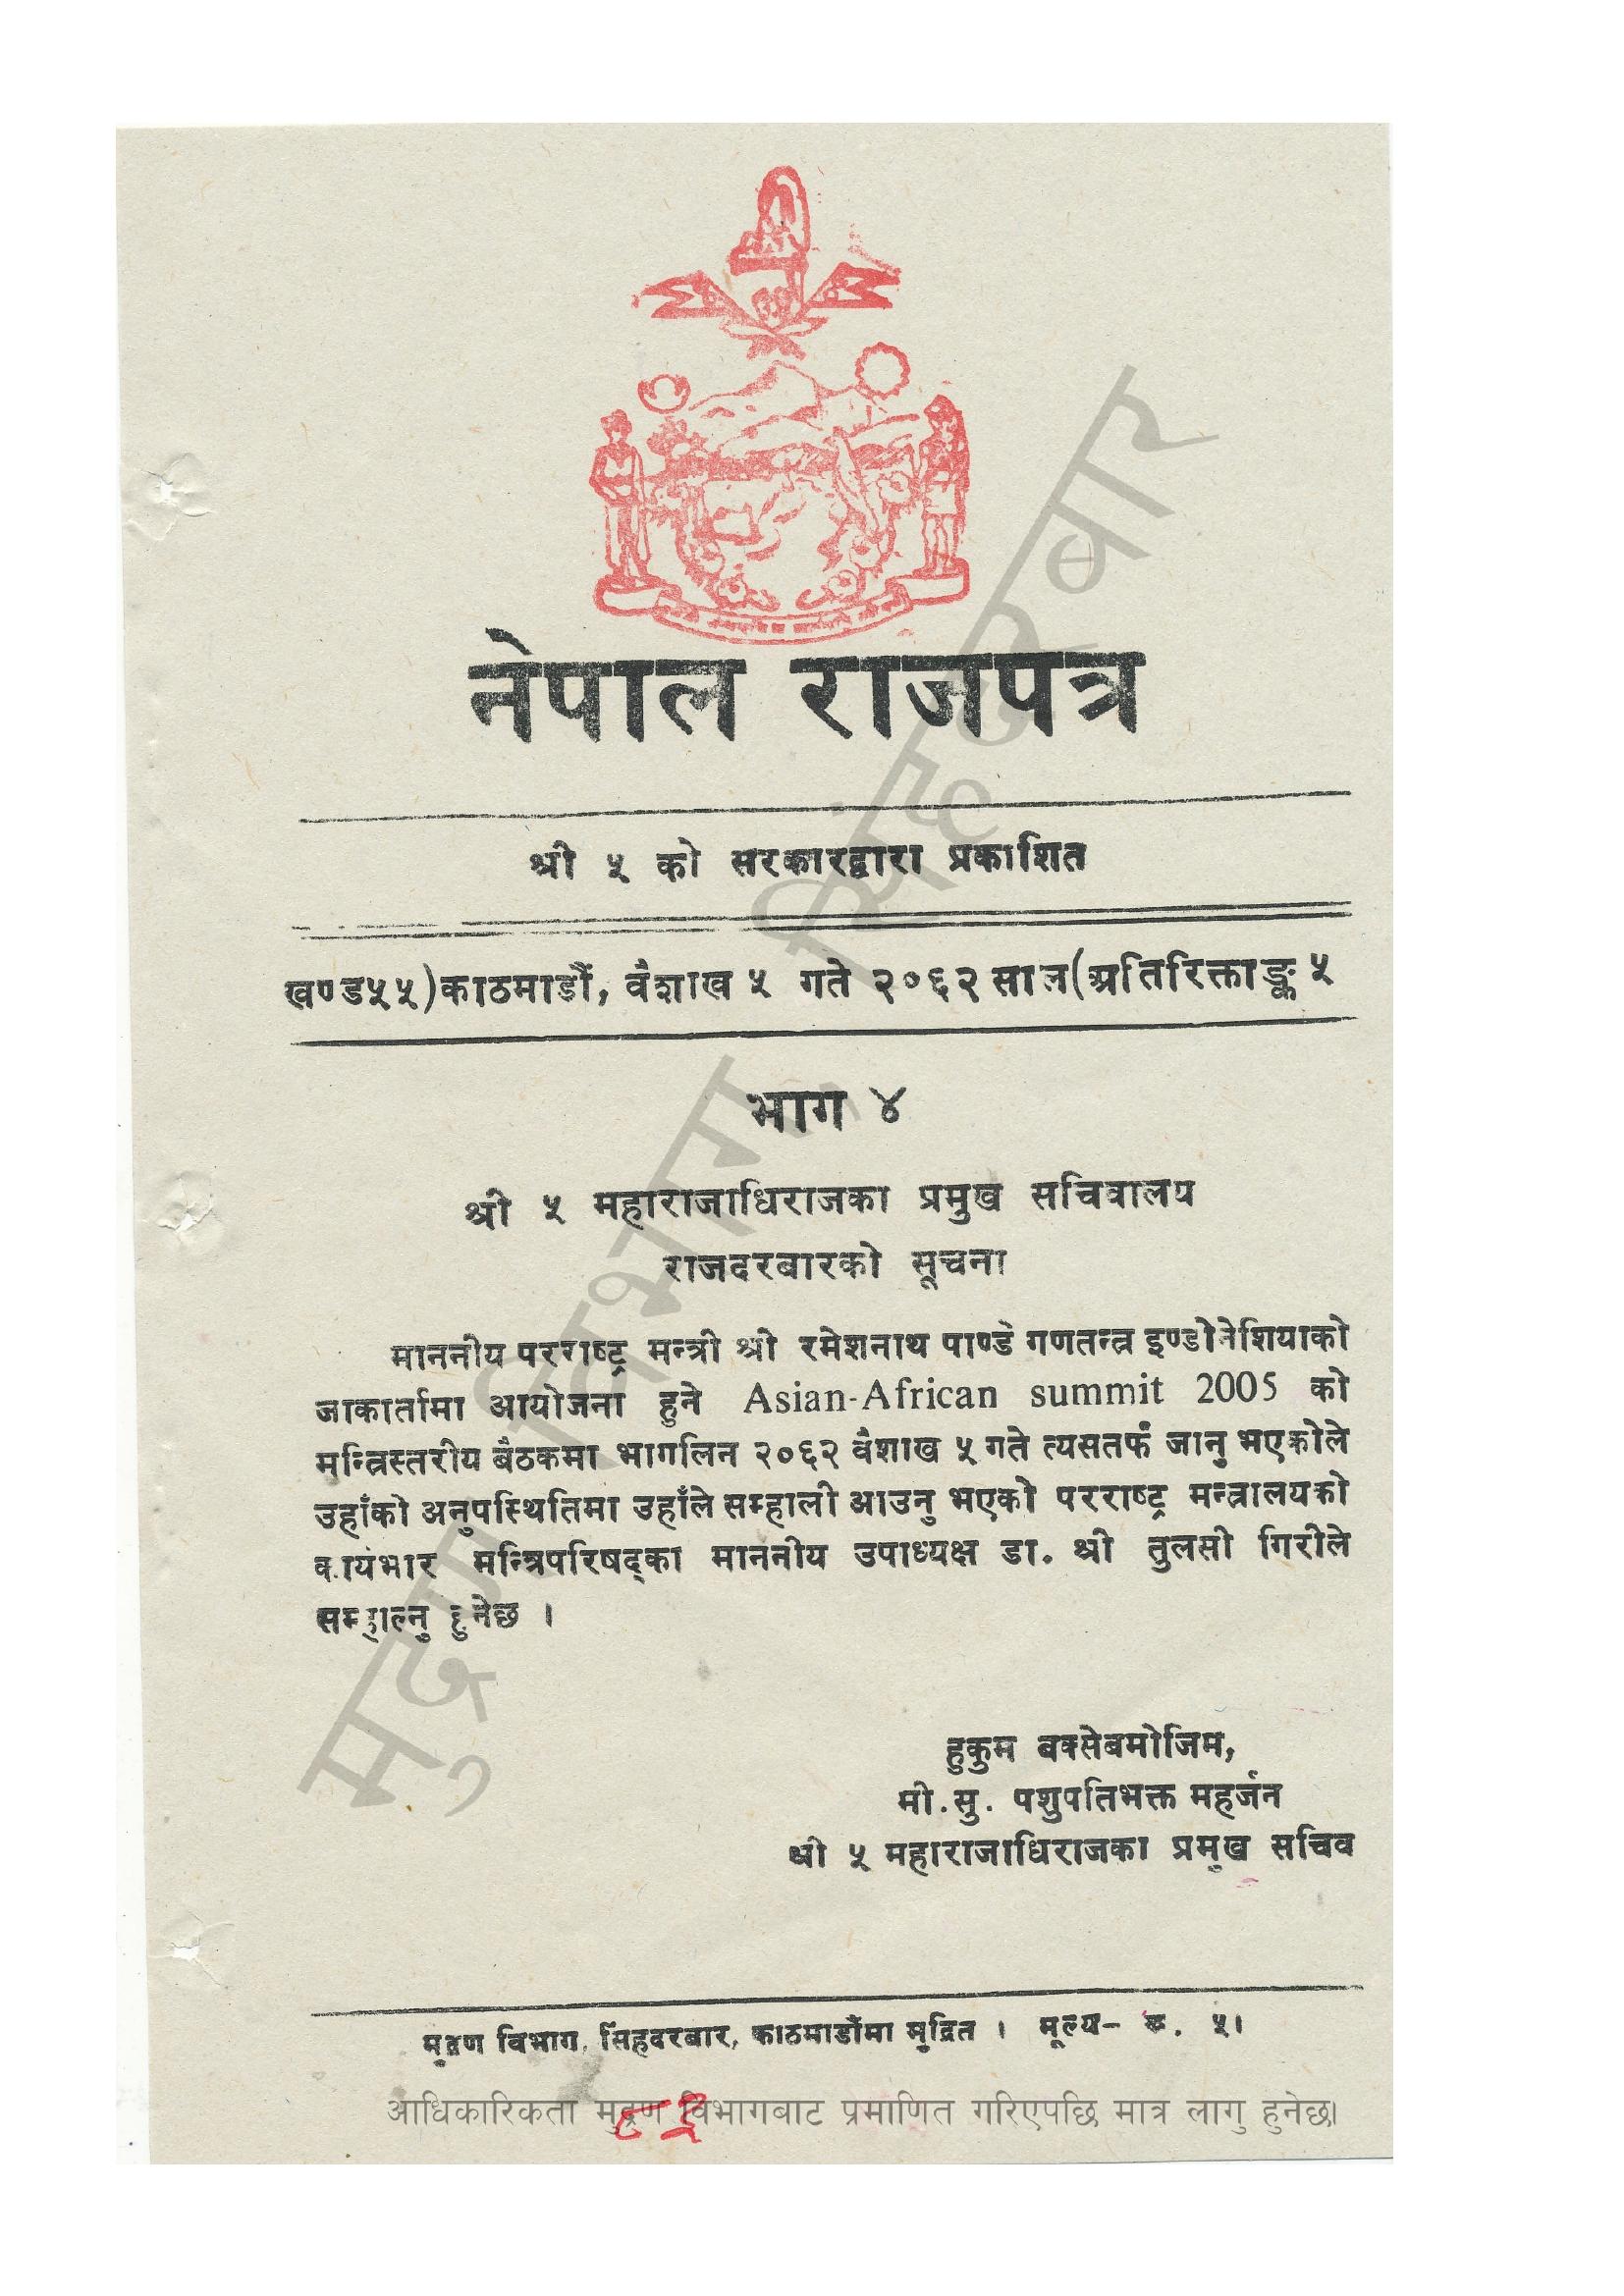 नेपाल राजपत्र
श्री ५ को सरकारद्वारा प्रकाशित
खण्ड५५)काठमाडौं, वैशाख ५ गते २०६२ साल(अतिरिक्ताङ्क ५
भाग ४
श्री ५ महाराजाधिराजका प्रमुख सचिवालय
राजदरबारको सूचना
माननीय परराष्ट्र मन्त्री श्री रमेशनाथ पाण्डे गणतन्त्र इण्डोनेशियाको
जाकार्तामा आयोजना हुने Asian-African summit 2005 को
मन्त्रिस्तरीय बैठकमा भागलिन २०६२ वैशाख ५ गते त्यसतर्फ जानु भएकोले
उहाँको अनुपस्थितिमा उहाँले सम्हाली आउनु भएको परराष्ट्र मन्त्रालयको
कार्यभार मन्त्रिपरिषद्का माननीय उपाध्यक्ष डा. श्री तुलसी गिरीले
सम्हाल्नु हुनेछ ।
हुकुम बक्सेबमोजिम,
मी.सु. पशुपतिभक्त महर्जन
श्री ५ महाराजाधिराजका प्रमुख सचिव
मुद्रण विभाग, सिंहदरबार, काठमाडौंमा मुद्रित । मूल्य- रु. ५।
आधिकारिकता मुद्रण विभागबाट प्रमाणित गरिएपछि मात्र लागु हुनेछ।
मुद्रण विभाग, सिंहदरबार